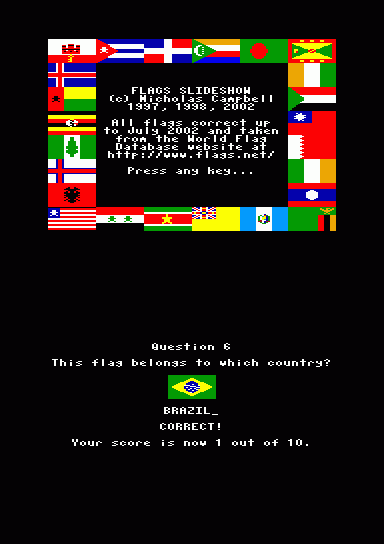 FLAGS SLIDESHOW
(c) Nicholas Campbell
1997, 1998, 2002
All flags correct up
to July 2002 and taken
from the World Flag
Database website at
http://www.flags.net/
Press any key...
Question 6
This flag belongs to which country?
BRAZIL_
CORRECT!
Your score is now 1 out of 10.